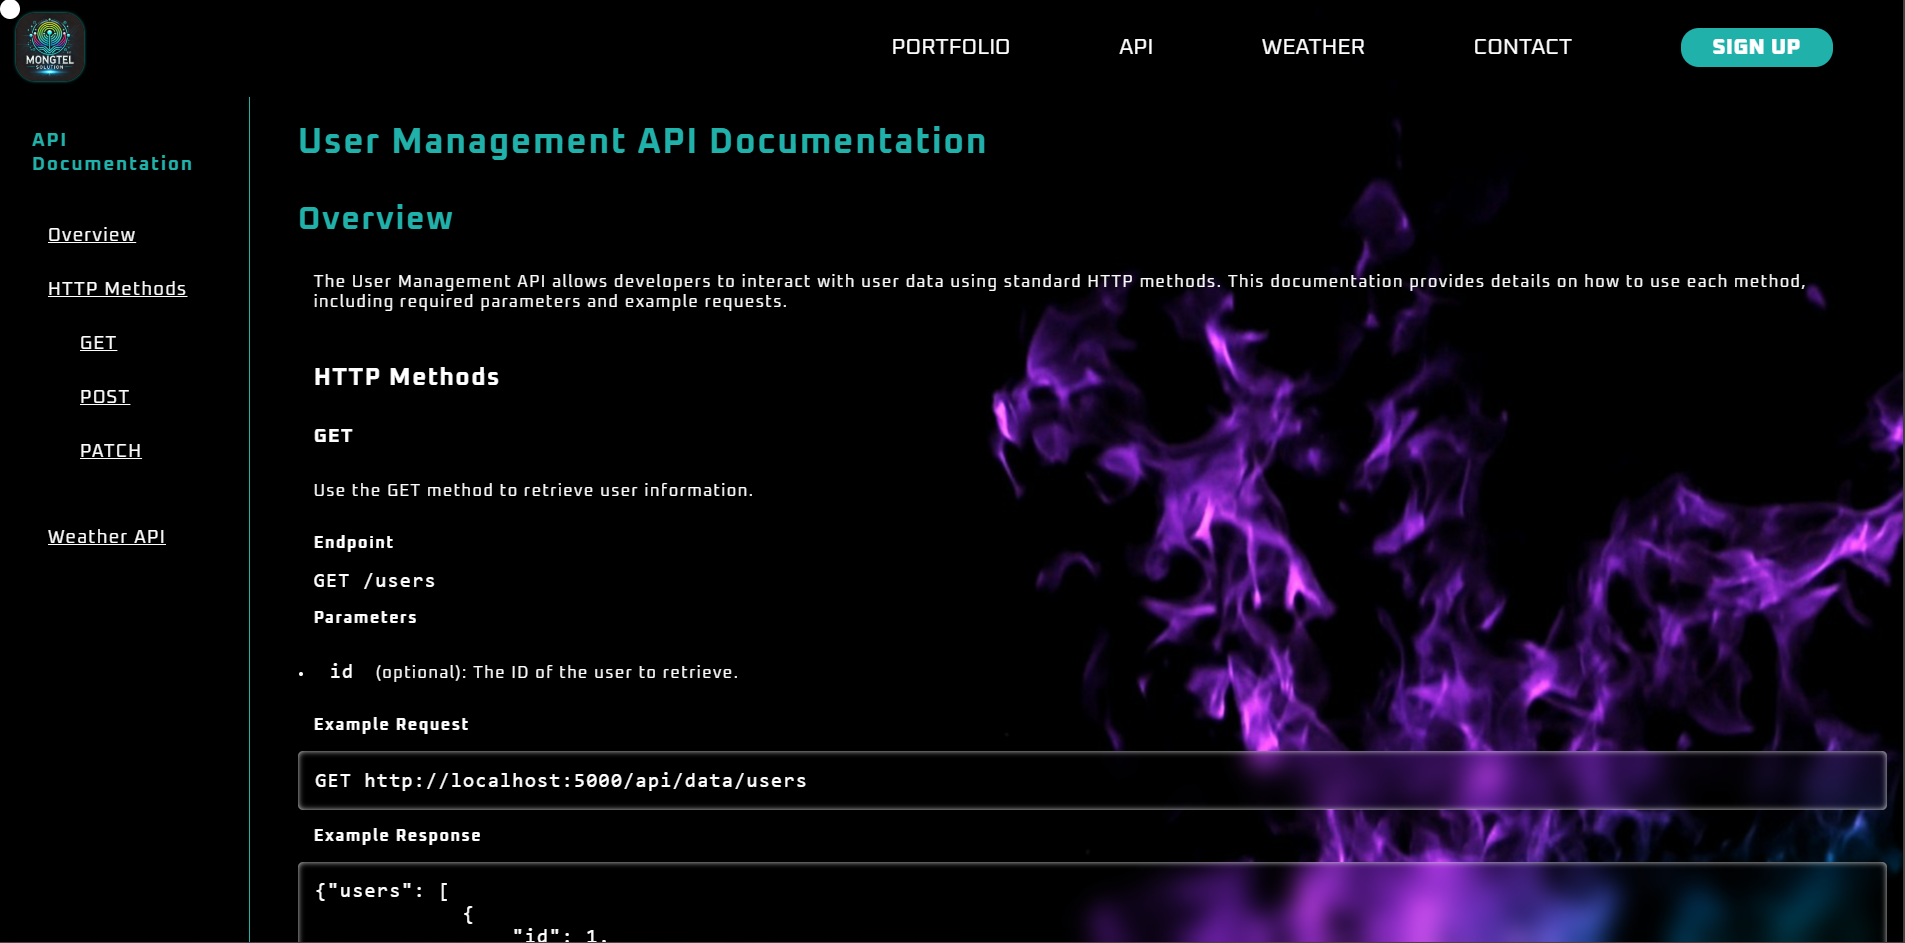 MONGTEL
SOLUTION
PORTFOLIO
API
WEATHER
CONTACT
SIGN UP
API
Documentation
Overview
HTTP Methods
GET
POST
PATCH
Weather API
User Management API Documentation
Overview
The User Management API allows developers to interact with user data using standard HTTP methods. This documentation provides details on how to use each method,
including required parameters and example requests.
HTTP Methods
GET
Use the GET method to retrieve user information.
Endpoint
GET /users
Parameters
• id (optional): The ID of the user to retrieve.
Example Request
GET http://localhost:5000/api/data/users
Example Response
{"users": [
{
"id": 1,